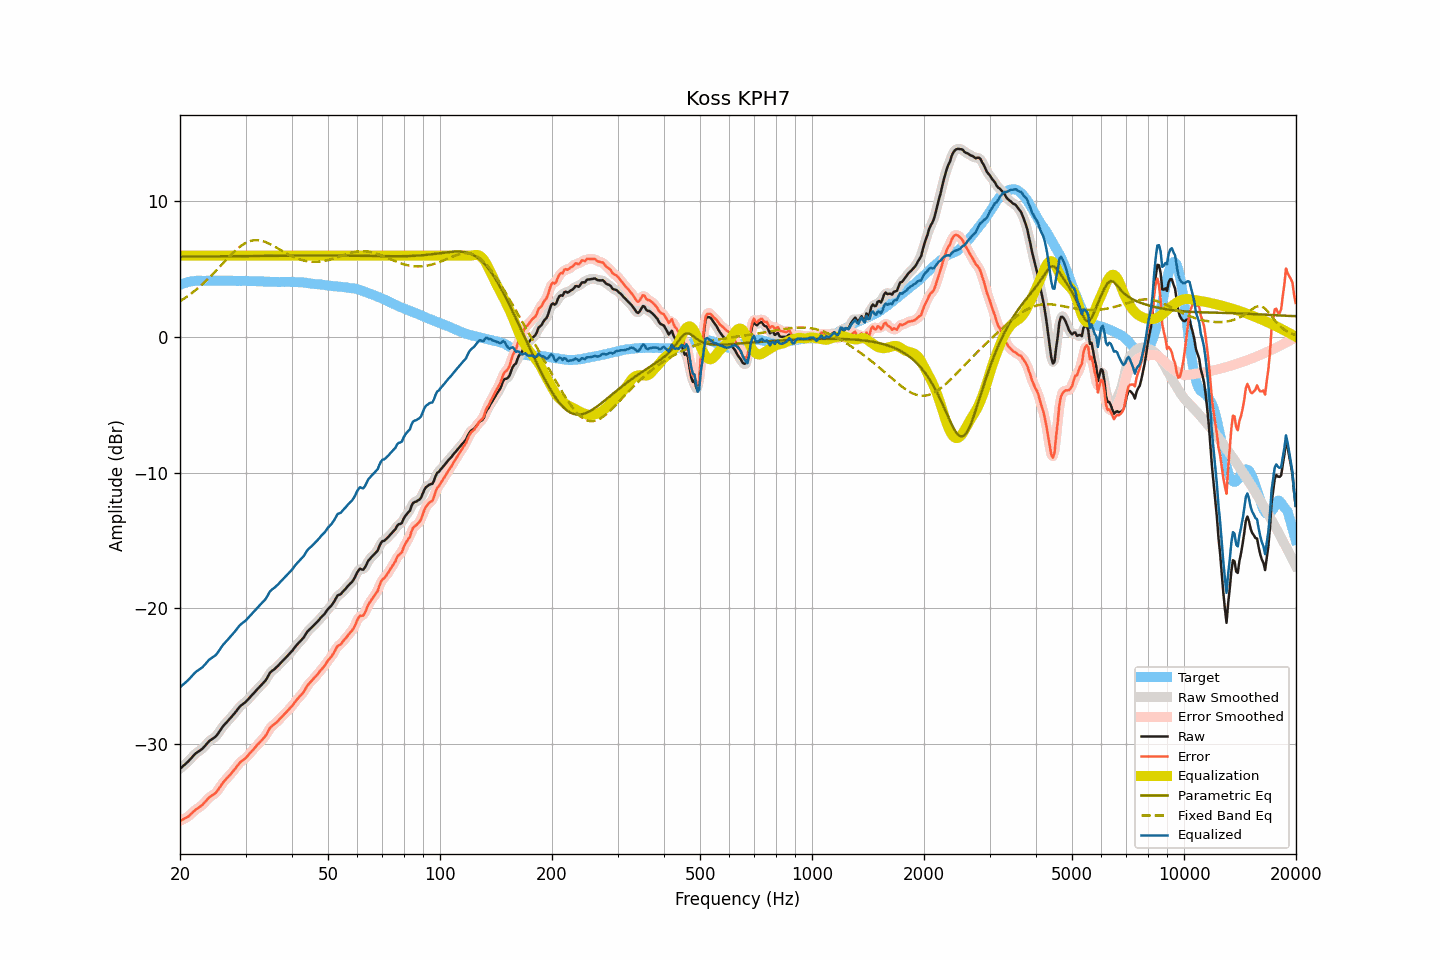 Koss KPH7
10
0
−10
−20
−30
Amplitude (dBr)
20
50
100
200
500
1000
2000
5000
10000
20000
Frequency (Hz)
Target
Raw Smoothed
Error Smoothed
Raw
Error
Equalization
Parametric Eq
Fixed Band Eq
Equalized